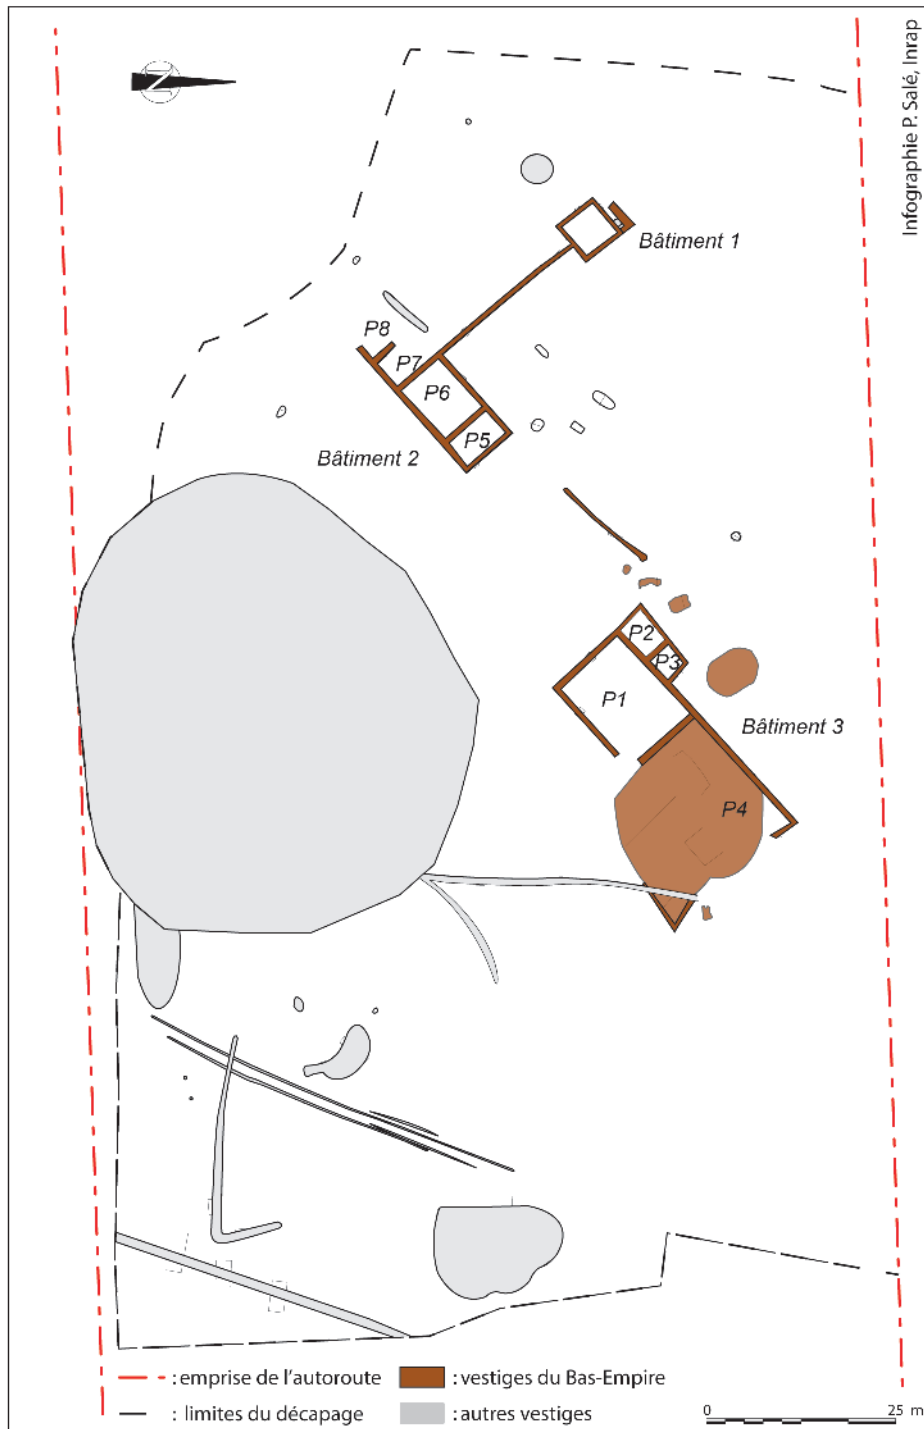 Infographie P. Salé, Inrap
N
Bâtiment 1
P8
P7
P6
P5
Bâtiment 2
P2
P3
P1
Bâtiment 3
P4
: emprise de l'autoroute
: vestiges du Bas-Empire
: limites du décapage
: autres vestiges
0 25 m